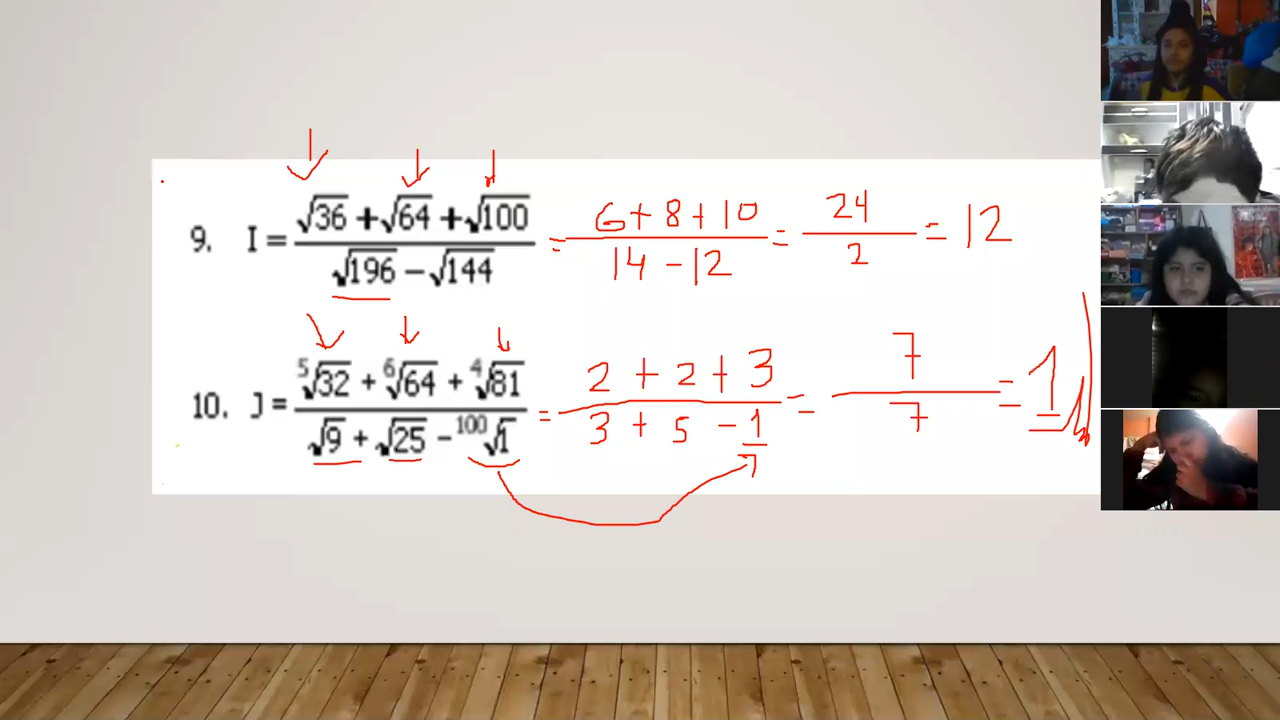 9. I = (√36 + √64 + √100) / (√196 − √144) = (6 + 8 + 10) / (14 − 12) = 24 / 2 = 12
10. J = (⁵√32 + ⁶√64 + ⁴√81) / (√9 + √25 − ¹⁰⁰√1) = (2 + 2 + 3) / (3 + 5 − 1) = 7 / 7 = 1